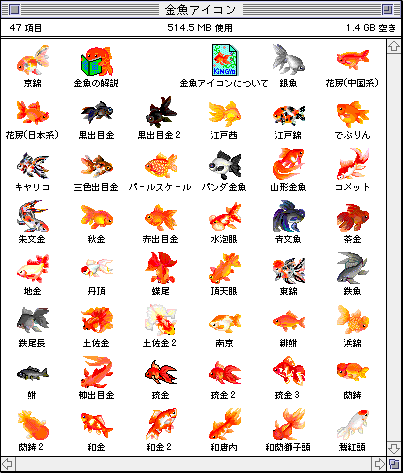 金魚アイコン
47 項目 514.5 MB 使用 1.4 GB 空き
KiNGYo
京錦 金魚の解説 金魚アイコンについて 銀魚 花房(中国系)
花房(日本系) 黒出目金 黒出目金 2 江戸茜 江戸錦 でぶりん
キャリコ 三色出目金 パールスケール パンダ金魚 山形金魚 コメット
朱文金 秋金 赤出目金 水泡眼 青文魚 茶金
地金 丹頂 蝶尾 頂天眼 東錦 鉄魚
鉄尾長 土佐金 土佐金 2 南京 緋鮒 浜錦
鮒 柳出目金 琉金 琉金 2 琉金 3 蘭鋳
蘭鋳 2 和金 和金 2 和唐内 和蘭獅子頭